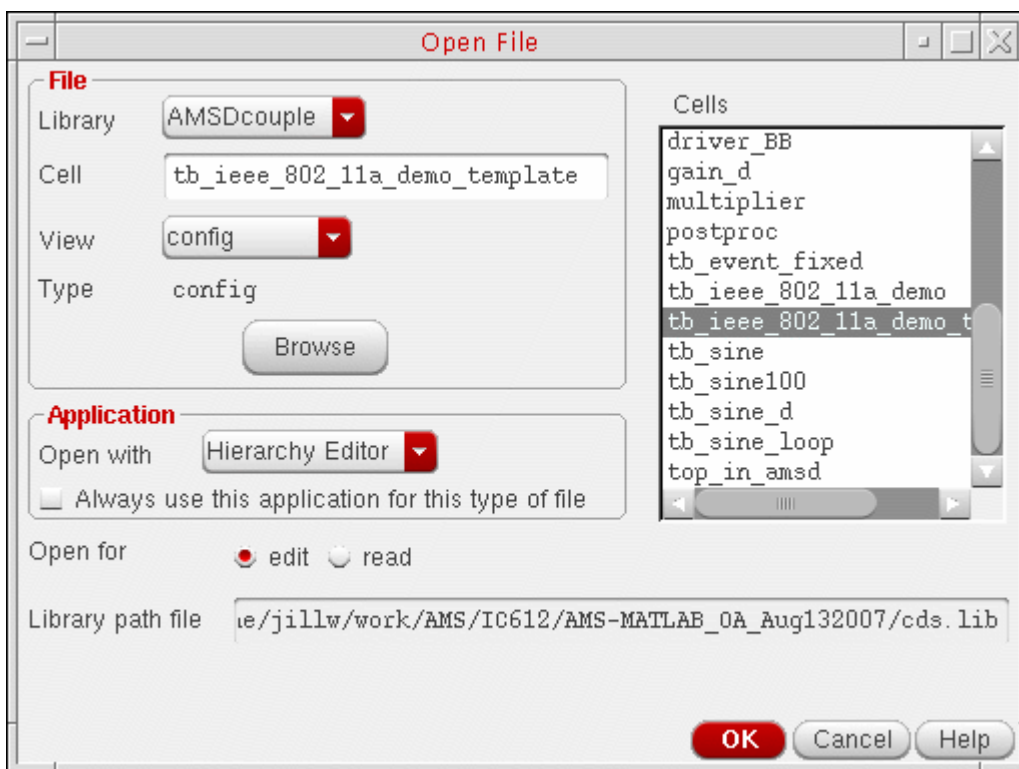 Open File
File
Library AMSDcouple
Cell tb_ieee_802_11a_demo_template
View config
Type config
Browse
Application
Open with Hierarchy Editor
Always use this application for this type of file
Cells
driver_BB
gain_d
multiplier
postproc
tb_event_fixed
tb_ieee_802_11a_demo
tb_ieee_802_11a_demo_t
tb_sine
tb_sine100
tb_sine_d
tb_sine_loop
top_in_amsd
Open for edit read
Library path file e/jillw/work/AMS/IC612/AMS-MATLAB_OA_Aug132007/cds.lib
OK Cancel Help